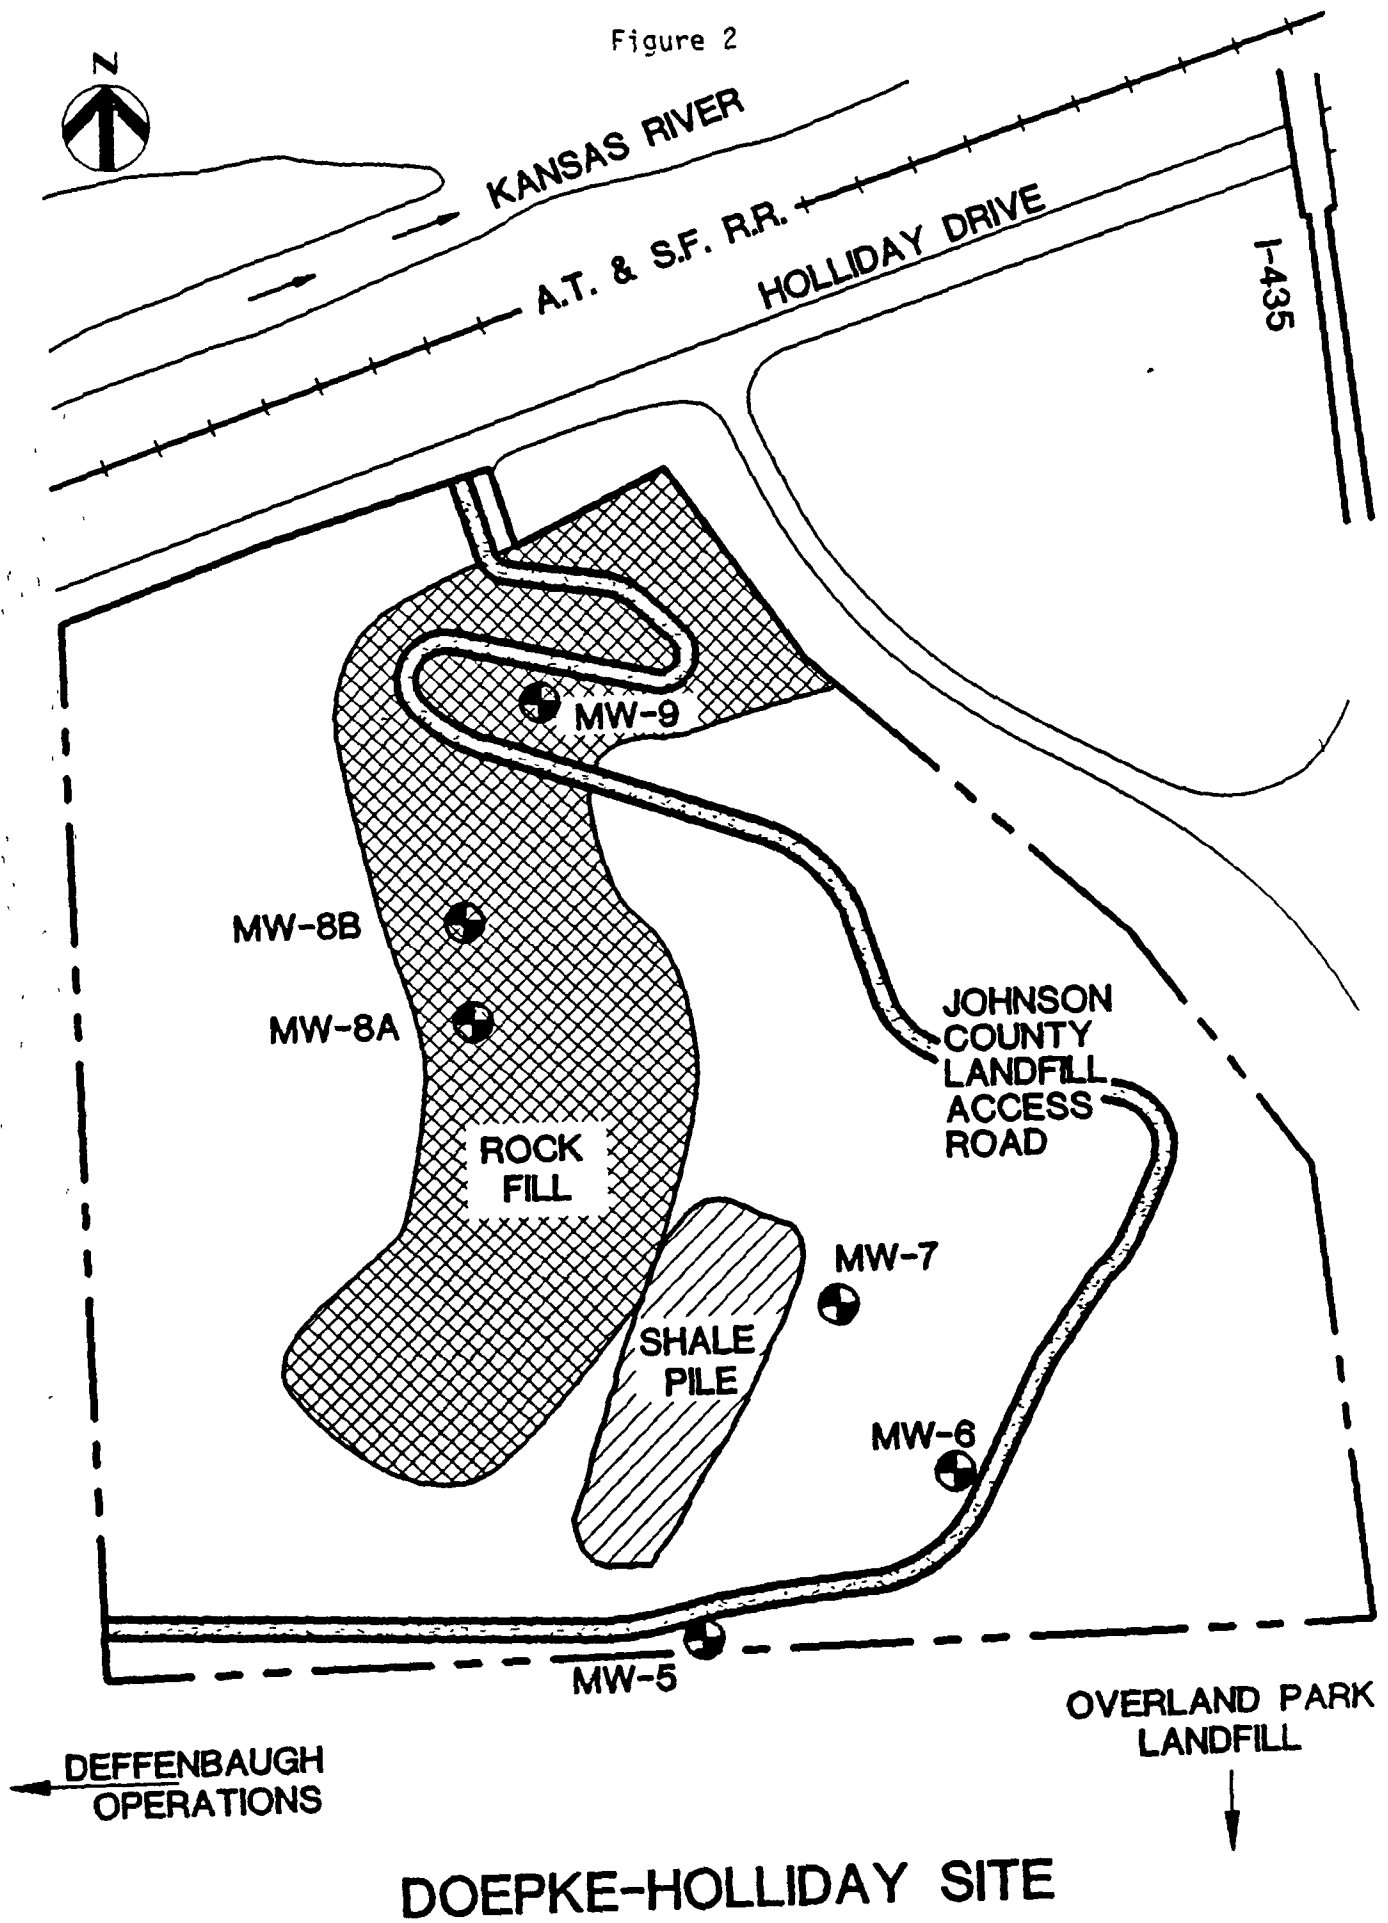 Figure 2
N
KANSAS RIVER
A.T. & S.F. R.R.
HOLLIDAY DRIVE
I-435
MW-9
MW-8B
MW-8A
JOHNSON
COUNTY
LANDFILL
ACCESS
ROAD
ROCK
FILL
MW-7
SHALE
PILE
MW-6
MW-5
OVERLAND PARK
LANDFILL
DEFFENBAUGH
OPERATIONS
DOEPKE-HOLLIDAY SITE